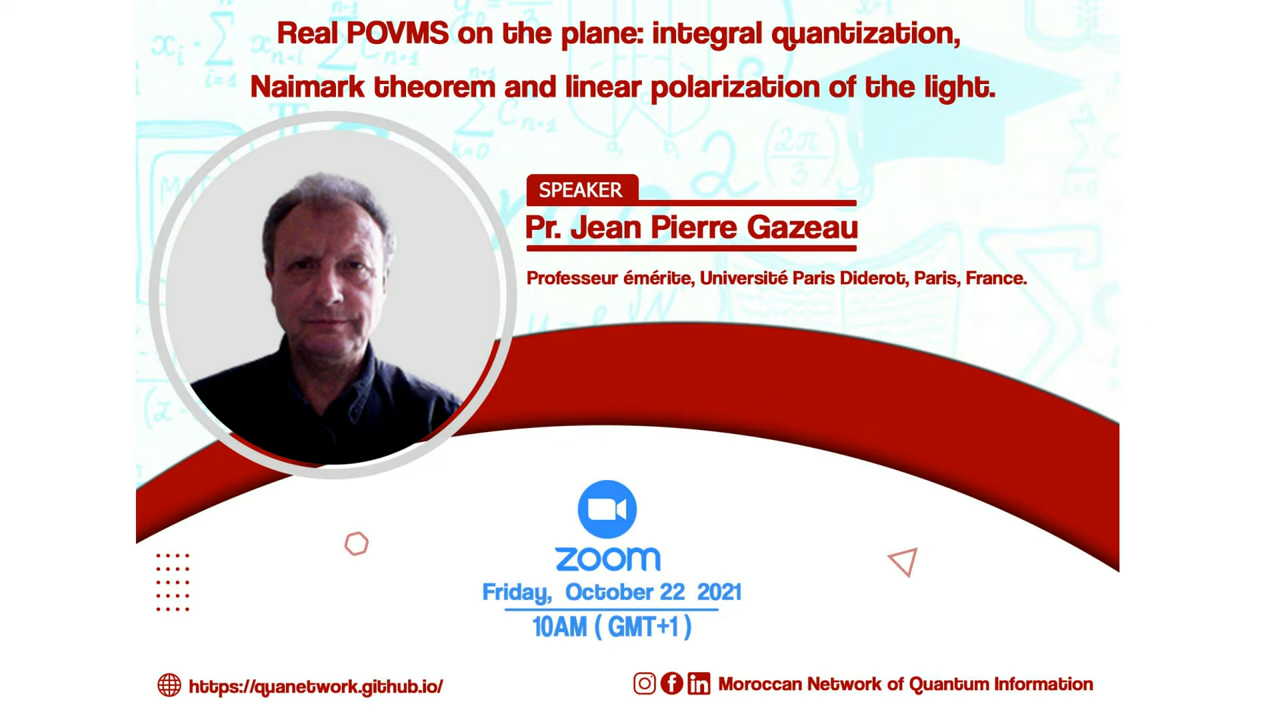 Real POVMS on the plane: integral quantization,
Naimark theorem and linear polarization of the light.
SPEAKER
Pr. Jean Pierre Gazeau
Professeur émérite, Université Paris Diderot, Paris, France.
zoom
Friday, October 22 2021
10AM ( GMT+1 )
https://quanetwork.github.io/
Moroccan Network of Quantum Information